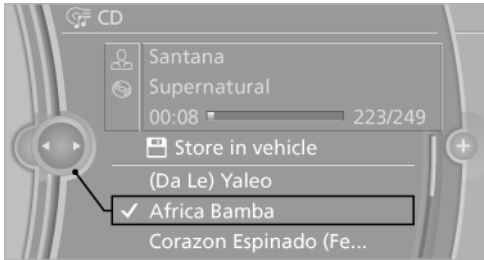 CD
Santana
Supernatural
00:08 223/249
Store in vehicle
(Da Le) Yaleo
Africa Bamba
Corazon Espinado (Fe...